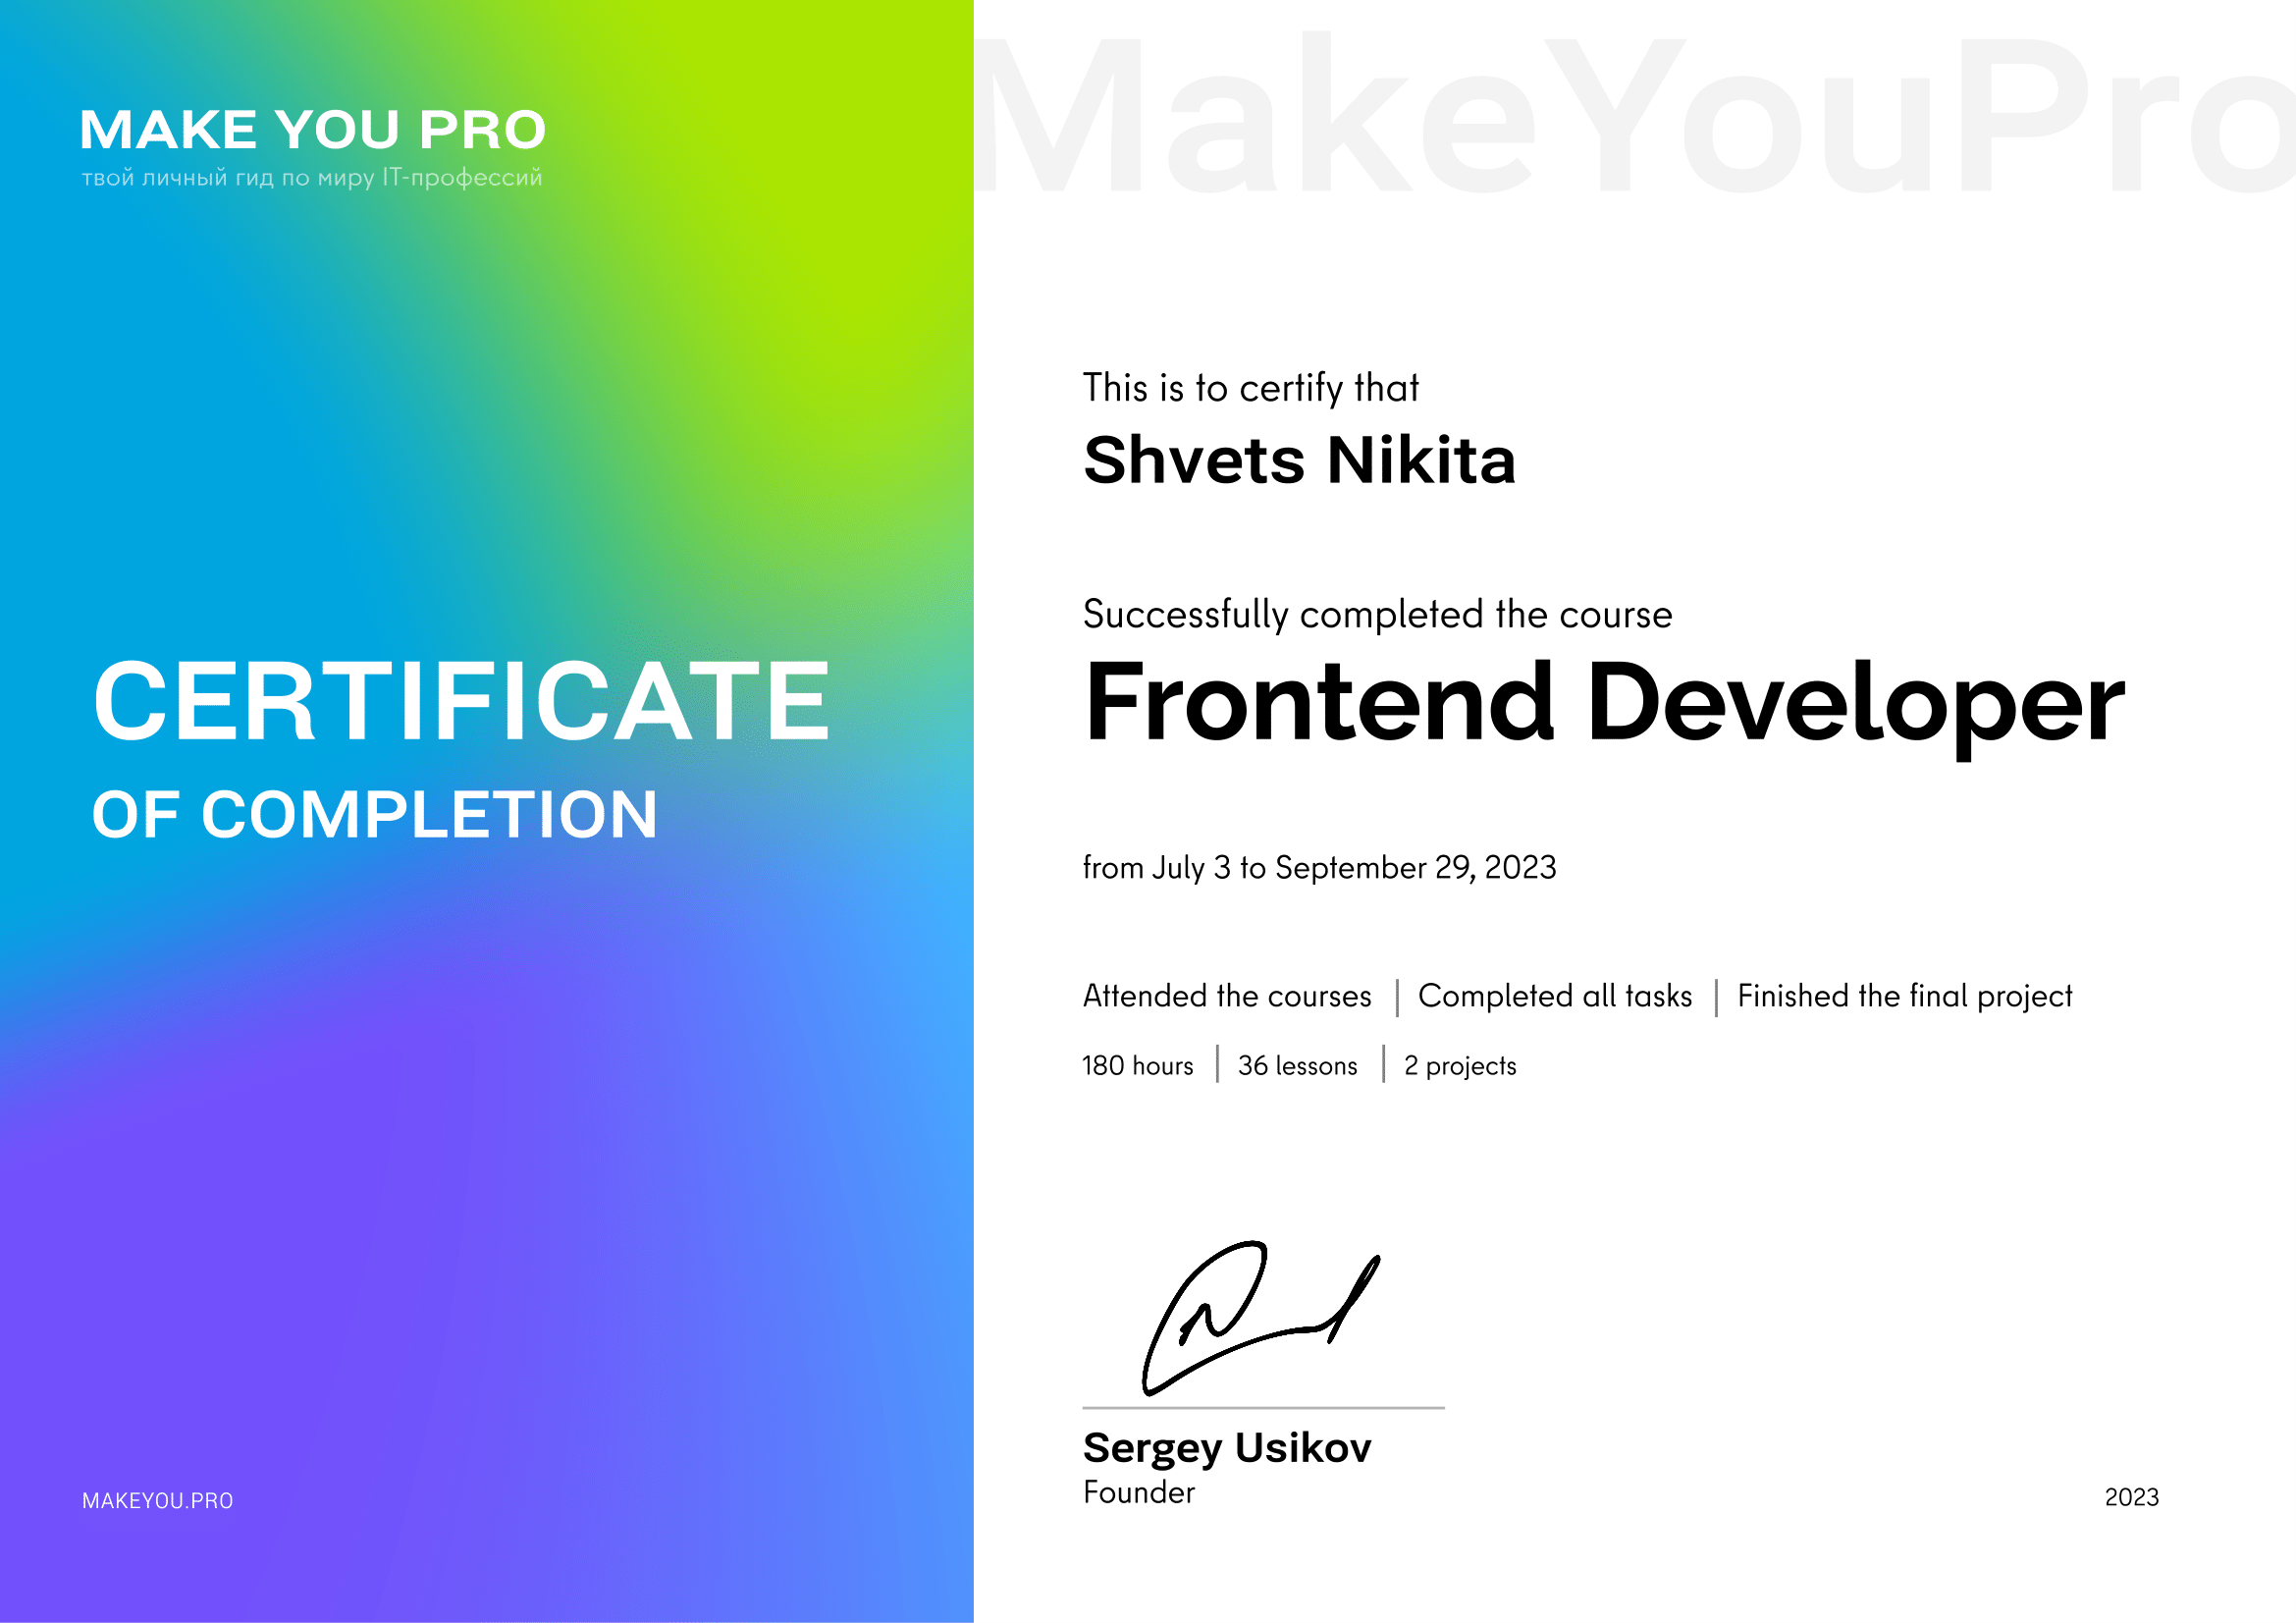 MAKE YOU PRO
твой личный гид по миру IT-профессий
CERTIFICATE
OF COMPLETION
MAKEYOU.PRO
MakeYouPro
This is to certify that
Shvets Nikita
Successfully completed the course
Frontend Developer
from July 3 to September 29, 2023
Attended the courses | Completed all tasks | Finished the final project
180 hours | 36 lessons | 2 projects
Sergey Usikov
Founder
2023